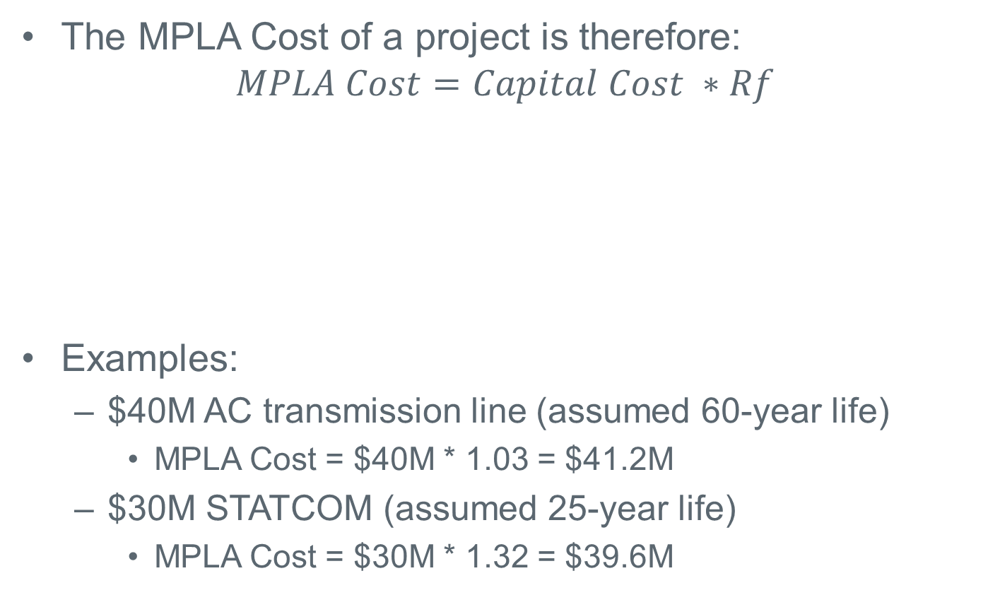 • The MPLA Cost of a project is therefore:
𝑀𝑃𝐿𝐴 𝐶𝑜𝑠𝑡 = 𝐶𝑎𝑝𝑖𝑡𝑎𝑙 𝐶𝑜𝑠𝑡 ∗ 𝑅𝑓
• Examples:
– $40M AC transmission line (assumed 60-year life)
• MPLA Cost = $40M * 1.03 = $41.2M
– $30M STATCOM (assumed 25-year life)
• MPLA Cost = $30M * 1.32 = $39.6M